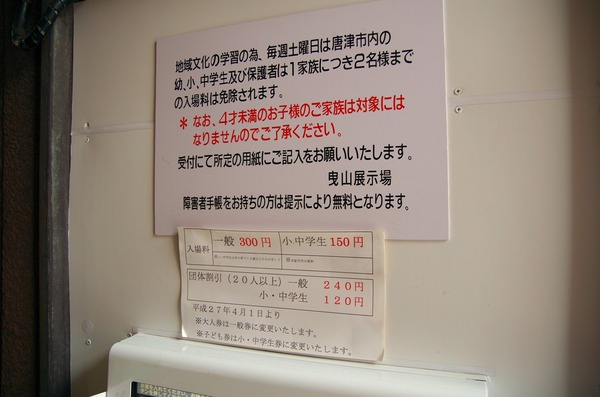 地域文化の学習の為、毎週土曜日は唐津市内の
幼、小、中学生及び保護者は１家族につき２名様まで
の入場料は免除されます。
＊ なお、４才未満のお子様のご家族は対象には
なりませんのでご了承ください。
受付にて所定の用紙にご記入をお願いいたします。
曳山展示場
障害者手帳をお持ちの方は提示により無料となります。
入場料 一般 300円 小中学生 150円
団体割引（２０人以上）一般 ２４０円
小・中学生 １２０円
平成２７年４月１日より
※大人券は一般券に変更いたします。
※子ども券は小・中学生券に変更いたします。